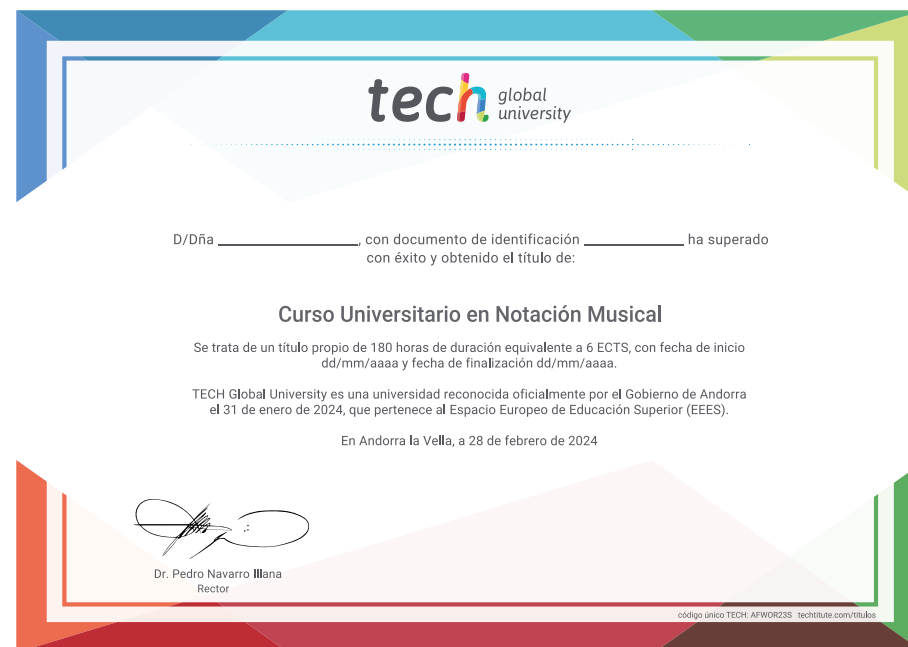 tech global university
D/Dña ____________________, con documento de identificación ______________ ha superado
con éxito y obtenido el título de:
Curso Universitario en Notación Musical
Se trata de un título propio de 180 horas de duración equivalente a 6 ECTS, con fecha de inicio
dd/mm/aaaa y fecha de finalización dd/mm/aaaa.
TECH Global University es una universidad reconocida oficialmente por el Gobierno de Andorra
el 31 de enero de 2024, que pertenece al Espacio Europeo de Educación Superior (EEES).
En Andorra la Vella, a 28 de febrero de 2024
Dr. Pedro Navarro Illana
Rector
código único TECH: AFWOR23S techtitute.com/titulos